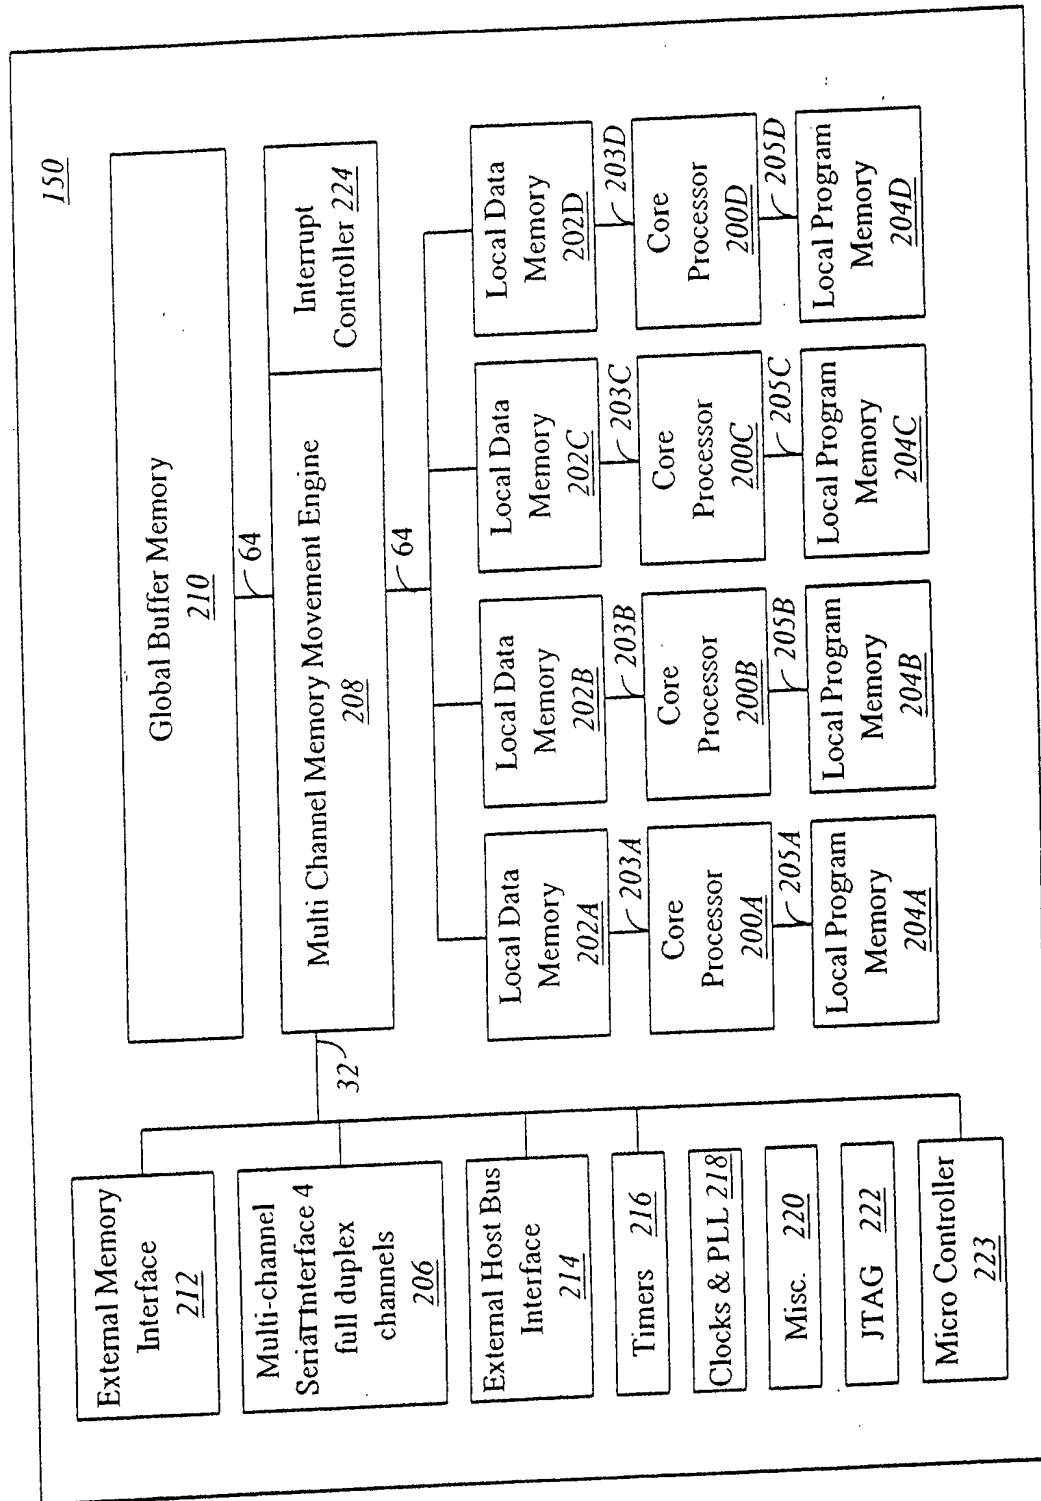 150
Global Buffer Memory
210
64
Multi Channel Memory Movement Engine
208
Interrupt
Controller 224
32
64
External Memory
Interface
212
Multi-channel
Serial Interface 4
full duplex
channels
206
External Host Bus
Interface
214
Timers 216
Clocks & PLL 218
Misc. 220
JTAG 222
Micro Controller
223
Local Data
Memory
202A
203A
Core
Processor
200A
205A
Local Program
Memory
204A
Local Data
Memory
202B
203B
Core
Processor
200B
205B
Local Program
Memory
204B
Local Data
Memory
202C
203C
Core
Processor
200C
205C
Local Program
Memory
204C
Local Data
Memory
202D
203D
Core
Processor
200D
205D
Local Program
Memory
204D